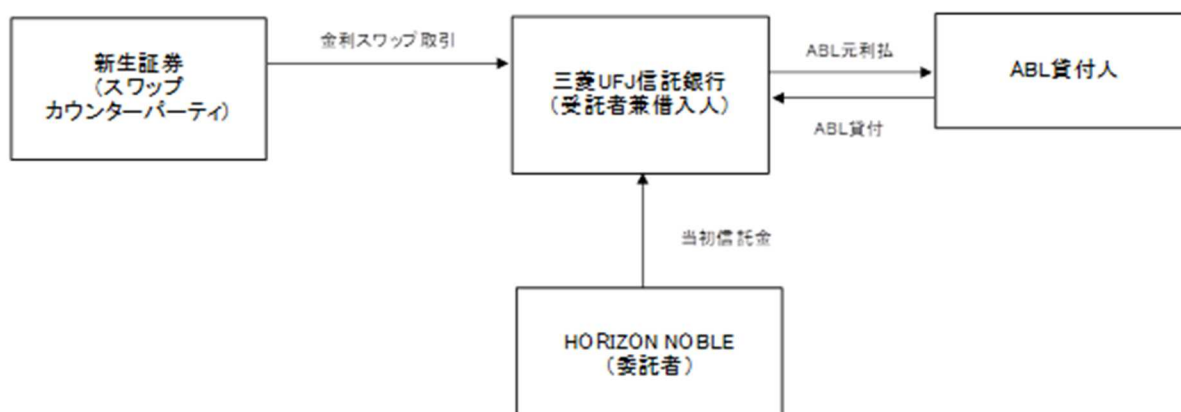 新生証券
(スワップ
カウンターパーティ)
金利スワップ取引
三菱UFJ信託銀行
(受託者兼借入人)
ABL元利払
ABL貸付
ABL貸付人
当初信託金
HORIZON NOBLE
(委託者)